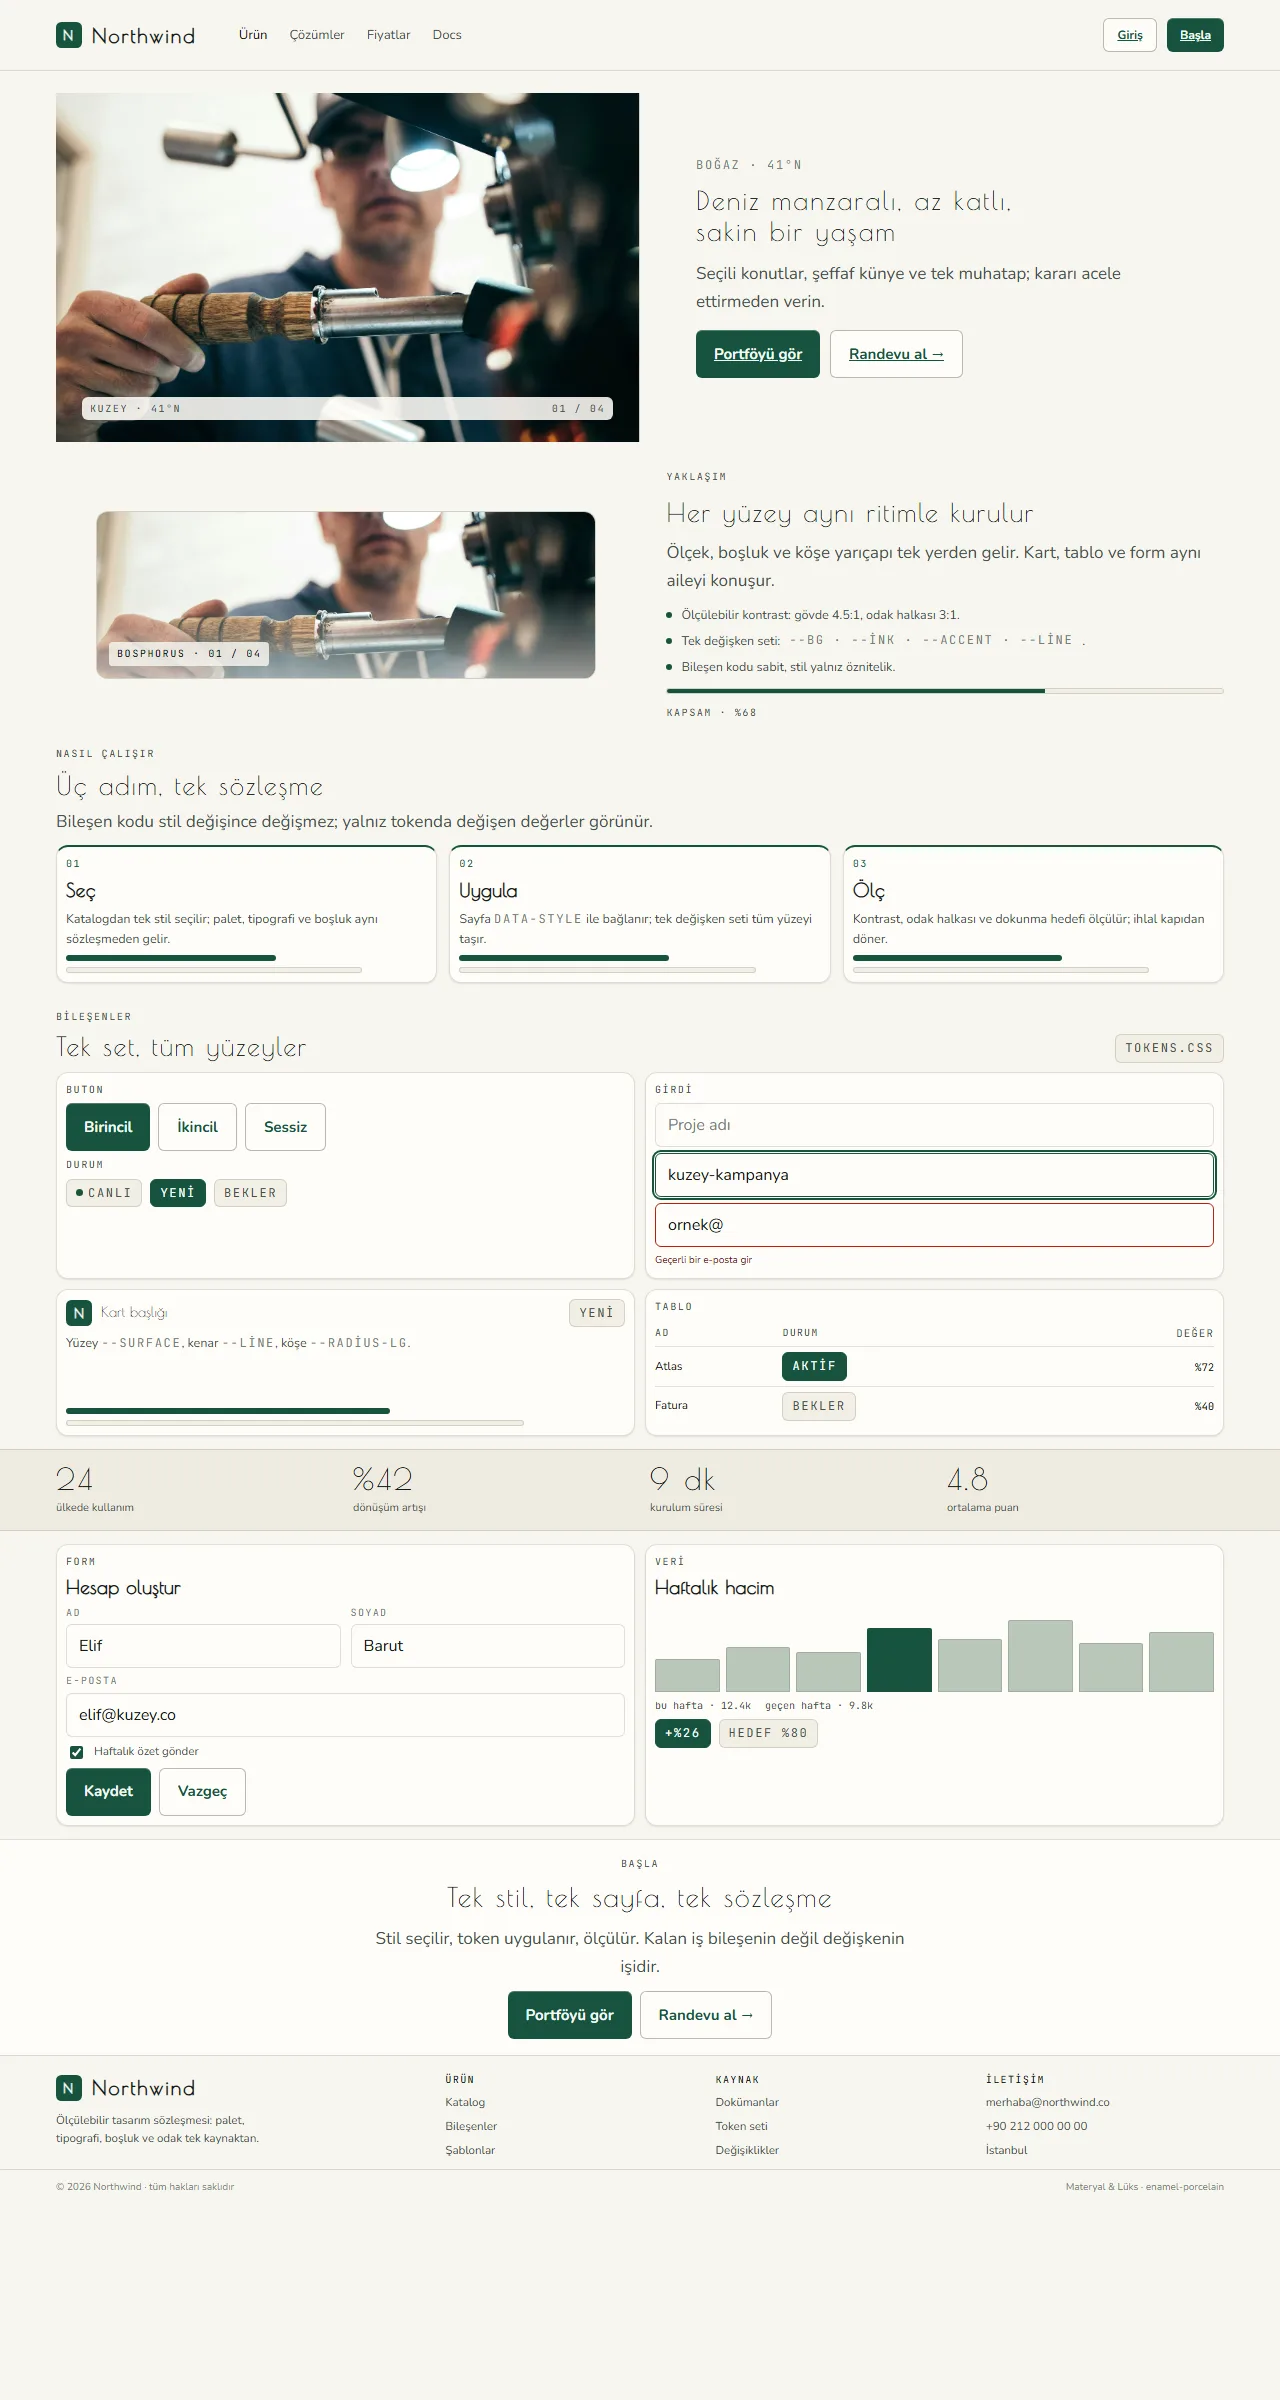 N Northwind
Ürün
Çözümler
Fiyatlar
Docs
Giriş
Başla
KUZEY · 41°N
01 / 04
BOĞAZ · 41°N
Deniz manzaralı, az katlı,
sakin bir yaşam
Seçili konutlar, şeffaf künye ve tek muhatap; kararı acele
ettirmeden verin.
Portföyü gör
Randevu al →
BOSPHORUS · 01 / 04
YAKLAŞIM
Her yüzey aynı ritimle kurulur
Ölçek, boşluk ve köşe yarıçapı tek yerden gelir. Kart, tablo ve form aynı
aileyi konuşur.
Ölçülebilir kontrast: gövde 4.5:1, odak halkası 3:1.
Tek değişken seti: --BG · --İNK · --ACCENT · --LİNE .
Bileşen kodu sabit, stil yalnız öznitelik.
KAPSAM · %68
NASIL ÇALIŞIR
Üç adım, tek sözleşme
Bileşen kodu stil değişince değişmez; yalnız tokenda değişen değerler görünür.
01
Seç
Katalogdan tek stil seçilir; palet, tipografi ve boşluk aynı
sözleşmeden gelir.
02
Uygula
Sayfa DATA-STYLE ile bağlanır; tek değişken seti tüm yüzeyi
taşır.
03
Ölç
Kontrast, odak halkası ve dokunma hedefi ölçülür; ihlal kapıdan
döner.
BİLEŞENLER
Tek set, tüm yüzeyler
TOKENS.CSS
BUTON
Birincil
İkincil
Sessiz
DURUM
CANLI
YENİ
BEKLER
GİRDİ
Proje adı
kuzey-kampanya
ornek@
Geçerli bir e-posta gir
N Kart başlığı
YENİ
Yüzey --SURFACE, kenar --LİNE, köşe --RADİUS-LG.
TABLO
AD DURUM DEĞER
Atlas AKTİF %72
Fatura BEKLER %40
24
ülkede kullanım
%42
dönüşüm artışı
9 dk
kurulum süresi
4.8
ortalama puan
FORM
Hesap oluştur
AD
Elif
SOYAD
Barut
E-POSTA
elif@kuzey.co
Haftalık özet gönder
Kaydet
Vazgeç
VERİ
Haftalık hacim
bu hafta · 12.4k geçen hafta · 9.8k
+%26
HEDEF %80
BAŞLA
Tek stil, tek sayfa, tek sözleşme
Stil seçilir, token uygulanır, ölçülür. Kalan iş bileşenin değil değişkenin
işidir.
Portföyü gör
Randevu al →
N Northwind
Ölçülebilir tasarım sözleşmesi: palet,
tipografi, boşluk ve odak tek kaynaktan.
ÜRÜN
Katalog
Bileşenler
Şablonlar
KAYNAK
Dokümanlar
Token seti
Değişiklikler
İLETİŞİM
merhaba@northwind.co
+90 212 000 00 00
İstanbul
© 2026 Northwind · tüm hakları saklıdır
Materyal & Lüks · enamel-porcelain